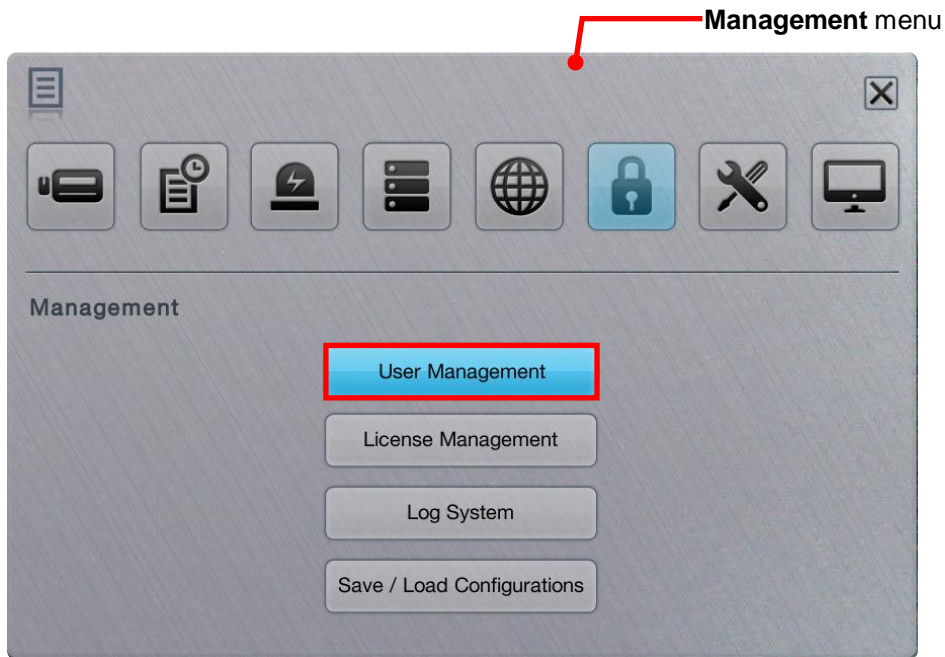 Management menu
Management
User Management
License Management
Log System
Save / Load Configurations